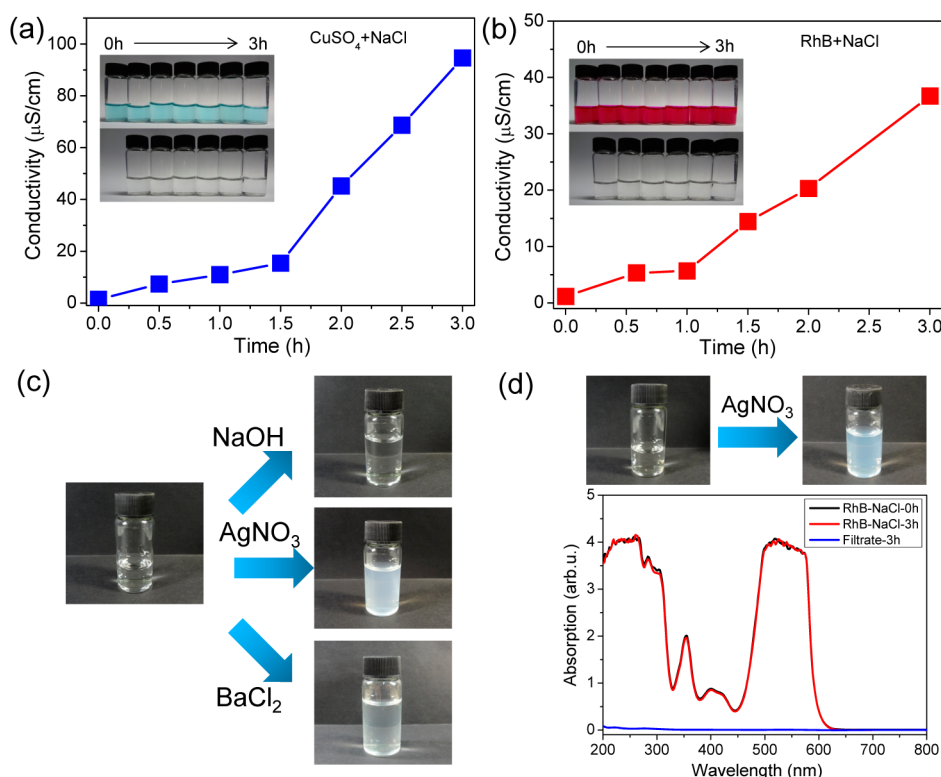 (a)
CuSO₄+NaCl
0h
3h
Conductivity (μS/cm)
100
80
60
40
20
0
0.0 0.5 1.0 1.5 2.0 2.5 3.0
Time (h)
(b)
RhB+NaCl
0h
3h
Conductivity (μS/cm)
50
40
30
20
10
0
0.0 0.5 1.0 1.5 2.0 2.5 3.0
Time (h)
(c)
NaOH
AgNO₃
BaCl₂
(d)
AgNO₃
RhB-NaCl-0h
RhB-NaCl-3h
Filtrate-3h
Absorption (arb.u.)
5
4
3
2
1
0
200 300 400 500 600 700 800
Wavelength (nm)